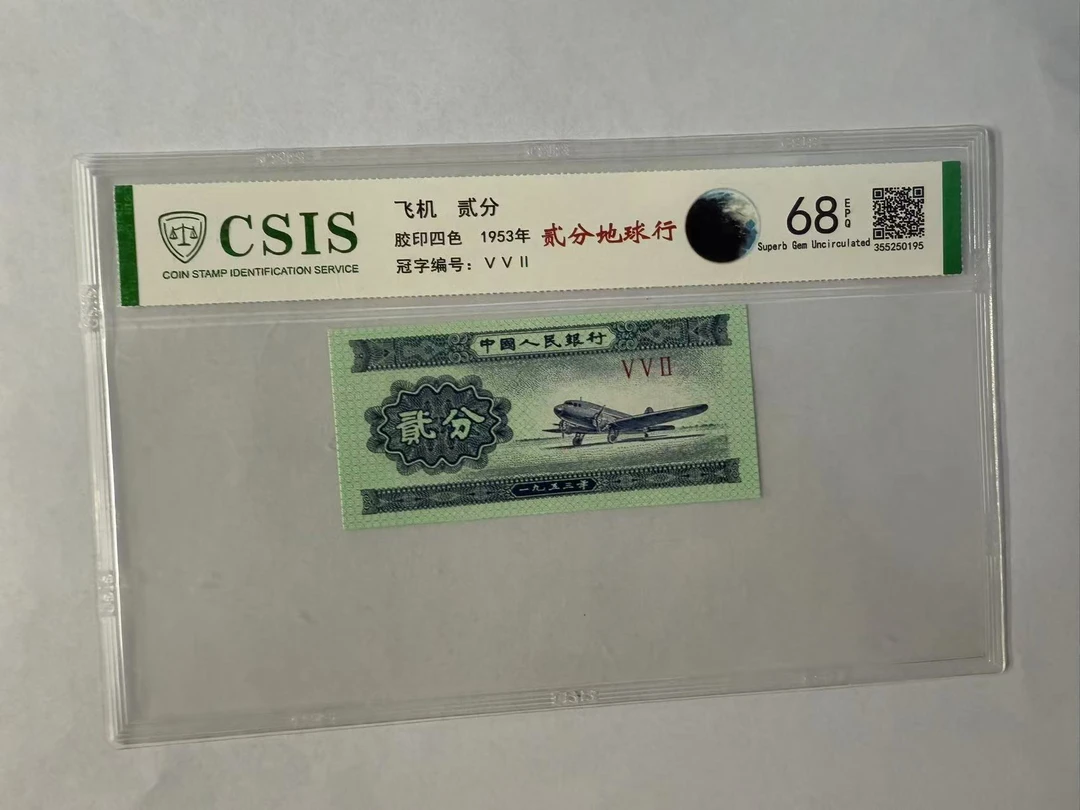 CSIS
COIN STAMP IDENTIFICATION SERVICE
飞机 贰分
胶印四色 1953年 贰分地球行
冠字编号：V V II
68 EPQ
Superb Gem Uncirculated
355250195
中國人民銀行
V V II
貳分
一九五三年
CSIS